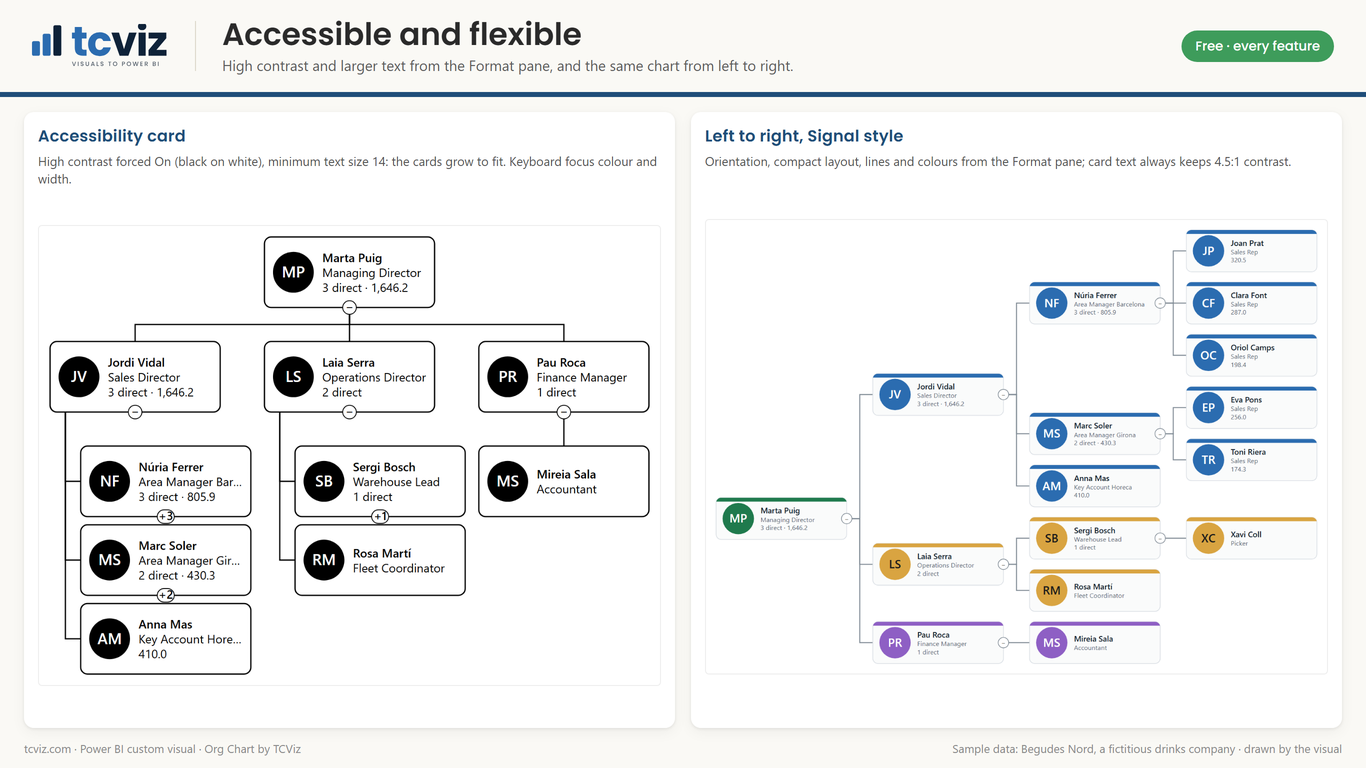 tcviz
VISUALS TO POWER BI
Accessible and flexible
High contrast and larger text from the Format pane, and the same chart from left to right.
Free · every feature
Accessibility card
High contrast forced On (black on white), minimum text size 14: the cards grow to fit. Keyboard focus colour and
width.
MP
Marta Puig
Managing Director
3 direct · 1,646.2
JV
Jordi Vidal
Sales Director
3 direct · 1,646.2
LS
Laia Serra
Operations Director
2 direct
PR
Pau Roca
Finance Manager
1 direct
NF
Núria Ferrer
Area Manager Bar...
3 direct · 805.9
+3
SB
Sergi Bosch
Warehouse Lead
1 direct
+1
MS
Mireia Sala
Accountant
MS
Marc Soler
Area Manager Gir...
2 direct · 430.3
+2
RM
Rosa Martí
Fleet Coordinator
AM
Anna Mas
Key Account Hore...
410.0
Left to right, Signal style
Orientation, compact layout, lines and colours from the Format pane; card text always keeps 4.5:1 contrast.
JP
Joan Prat
Sales Rep
320.5
NF
Núria Ferrer
Area Manager Barcelona
3 direct · 805.9
CF
Clara Font
Sales Rep
287.0
OC
Oriol Camps
Sales Rep
198.4
JV
Jordi Vidal
Sales Director
3 direct · 1,646.2
EP
Eva Pons
Sales Rep
256.0
MS
Marc Soler
Area Manager Girona
2 direct · 430.3
TR
Toni Riera
Sales Rep
174.3
AM
Anna Mas
Key Account Horeca
410.0
MP
Marta Puig
Managing Director
3 direct · 1,646.2
SB
Sergi Bosch
Warehouse Lead
1 direct
XC
Xavi Coll
Picker
LS
Laia Serra
Operations Director
2 direct
RM
Rosa Martí
Fleet Coordinator
PR
Pau Roca
Finance Manager
1 direct
MS
Mireia Sala
Accountant
tcviz.com · Power BI custom visual · Org Chart by TCViz
Sample data: Begudes Nord, a fictitious drinks company · drawn by the visual